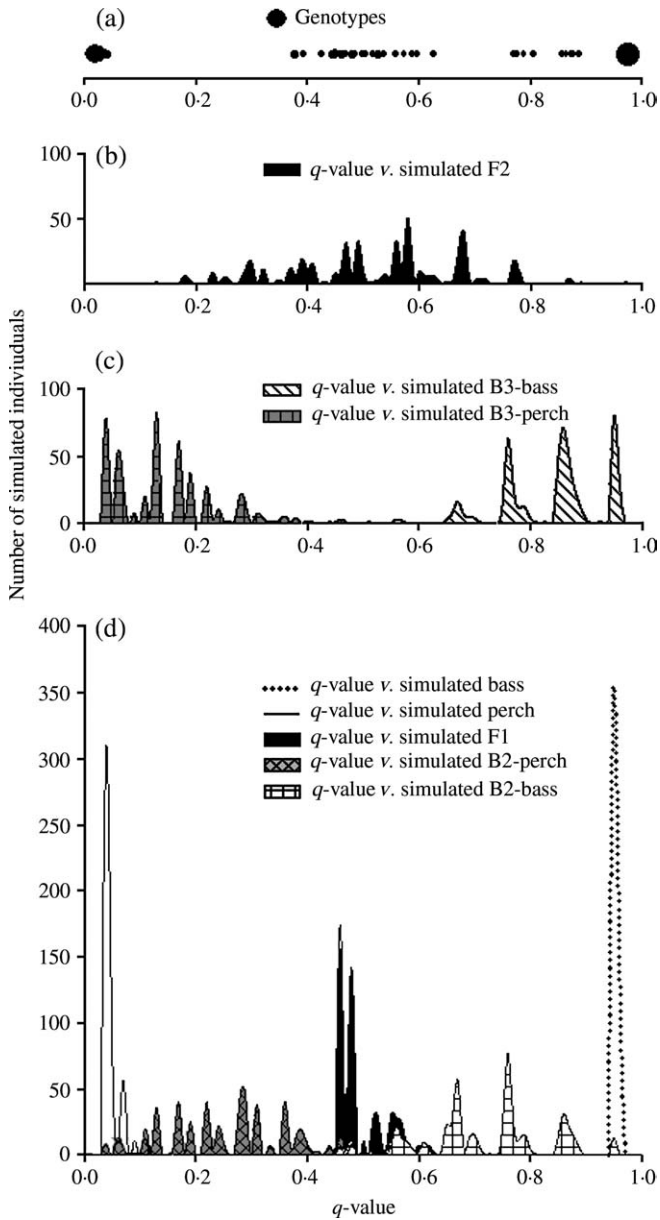 (a)
Genotypes
0·0 0·2 0·4 0·6 0·8 1·0
(b)
100
50
q-value v. simulated F2
0·0 0·2 0·4 0·6 0·8 1·0
Number of simulated indiviuduals
(c)
100
50
0
q-value v. simulated B3-bass
q-value v. simulated B3-perch
0·0 0·2 0·4 0·6 0·8 1·0
(d)
400
350
300
250
200
150
100
50
0
q-value v. simulated bass
q-value v. simulated perch
q-value v. simulated F1
q-value v. simulated B2-perch
q-value v. simulated B2-bass
0·0 0·2 0·4 0·6 0·8 1·0
q-value